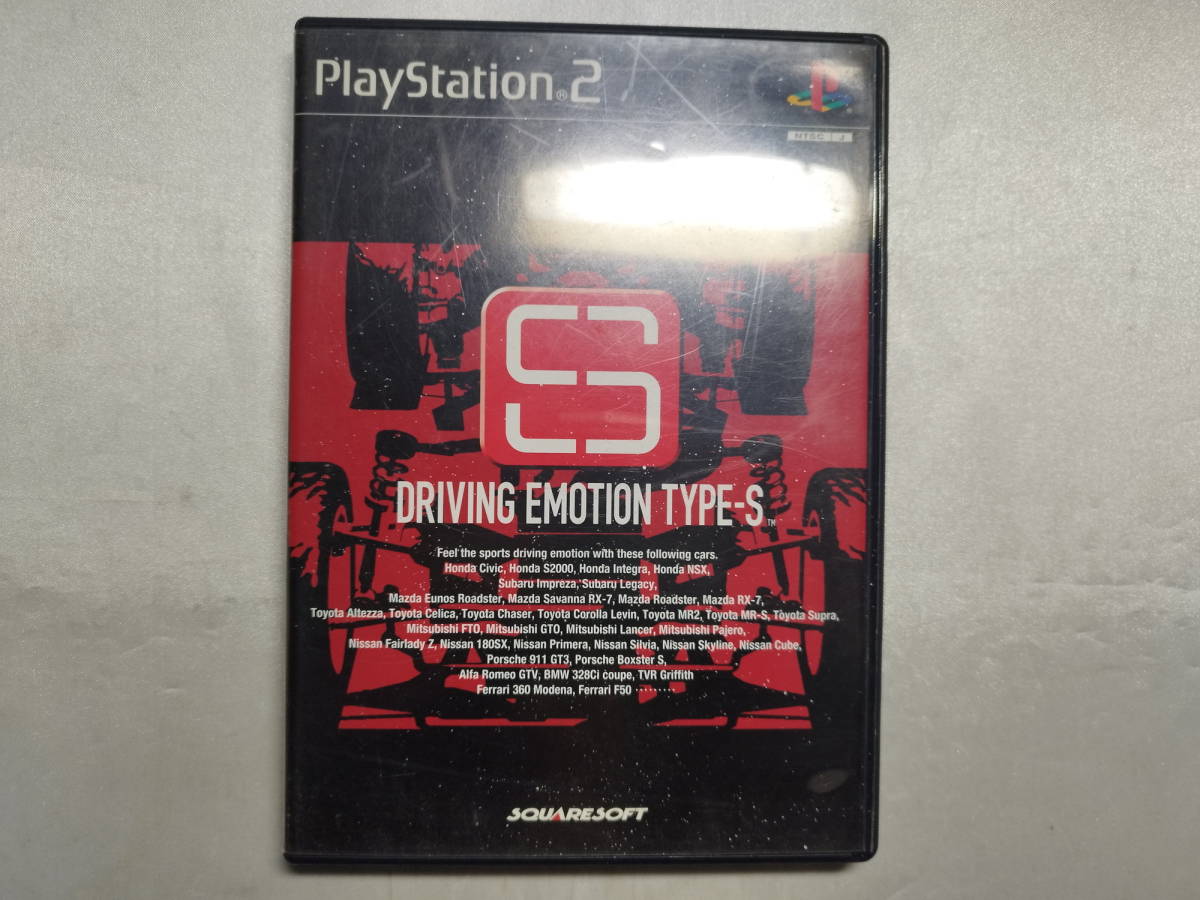 PlayStation®2
NTSC J
S
DRIVING EMOTION TYPE-S™
Feel the sports driving emotion with these following cars.
Honda Civic, Honda S2000, Honda Integra, Honda NSX,
Subaru Impreza, Subaru Legacy,
Mazda Eunos Roadster, Mazda Savanna RX-7, Mazda Roadster, Mazda RX-7,
Toyota Altezza, Toyota Celica, Toyota Chaser, Toyota Corolla Levin, Toyota MR2, Toyota MR-S, Toyota Supra,
Mitsubishi FTO, Mitsubishi GTO, Mitsubishi Lancer, Mitsubishi Pajero,
Nissan Fairlady Z, Nissan 180SX, Nissan Primera, Nissan Silvia, Nissan Skyline, Nissan Cube,
Porsche 911 GT3, Porsche Boxster S,
Alfa Romeo GTV, BMW 328Ci coupe, TVR Griffith
Ferrari 360 Modena, Ferrari F50 ·········
SQUARESOFT